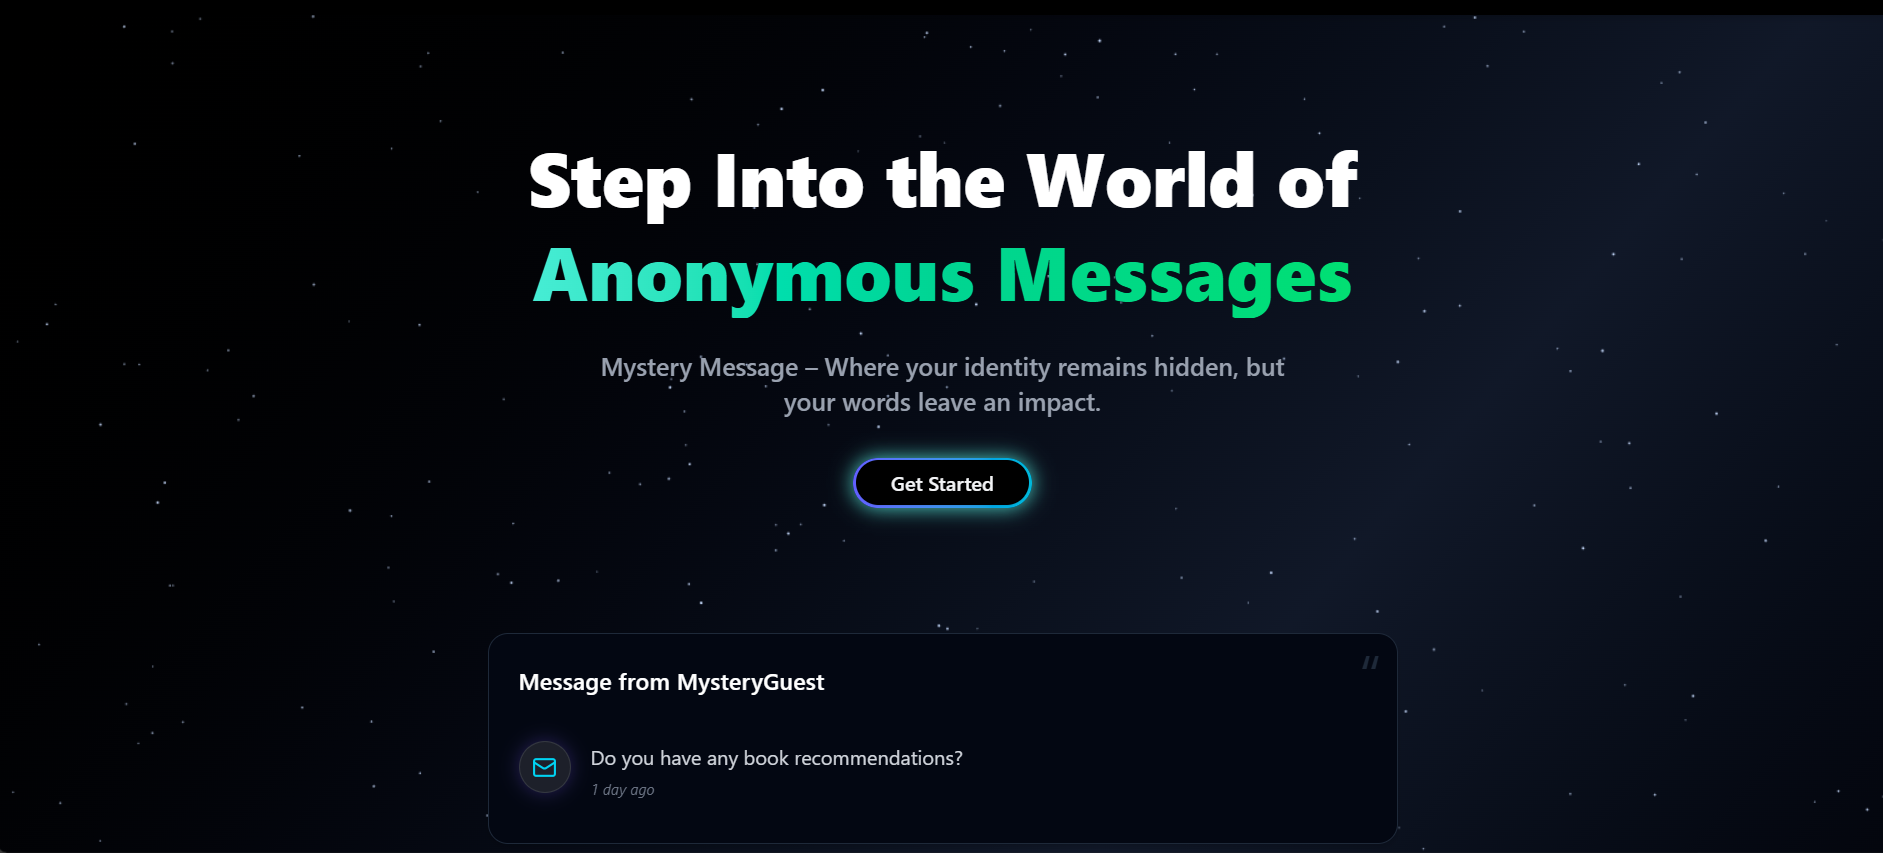 Step Into the World of
Anonymous Messages
Mystery Message – Where your identity remains hidden, but
your words leave an impact.
Get Started
"
Message from MysteryGuest
Do you have any book recommendations?
1 day ago